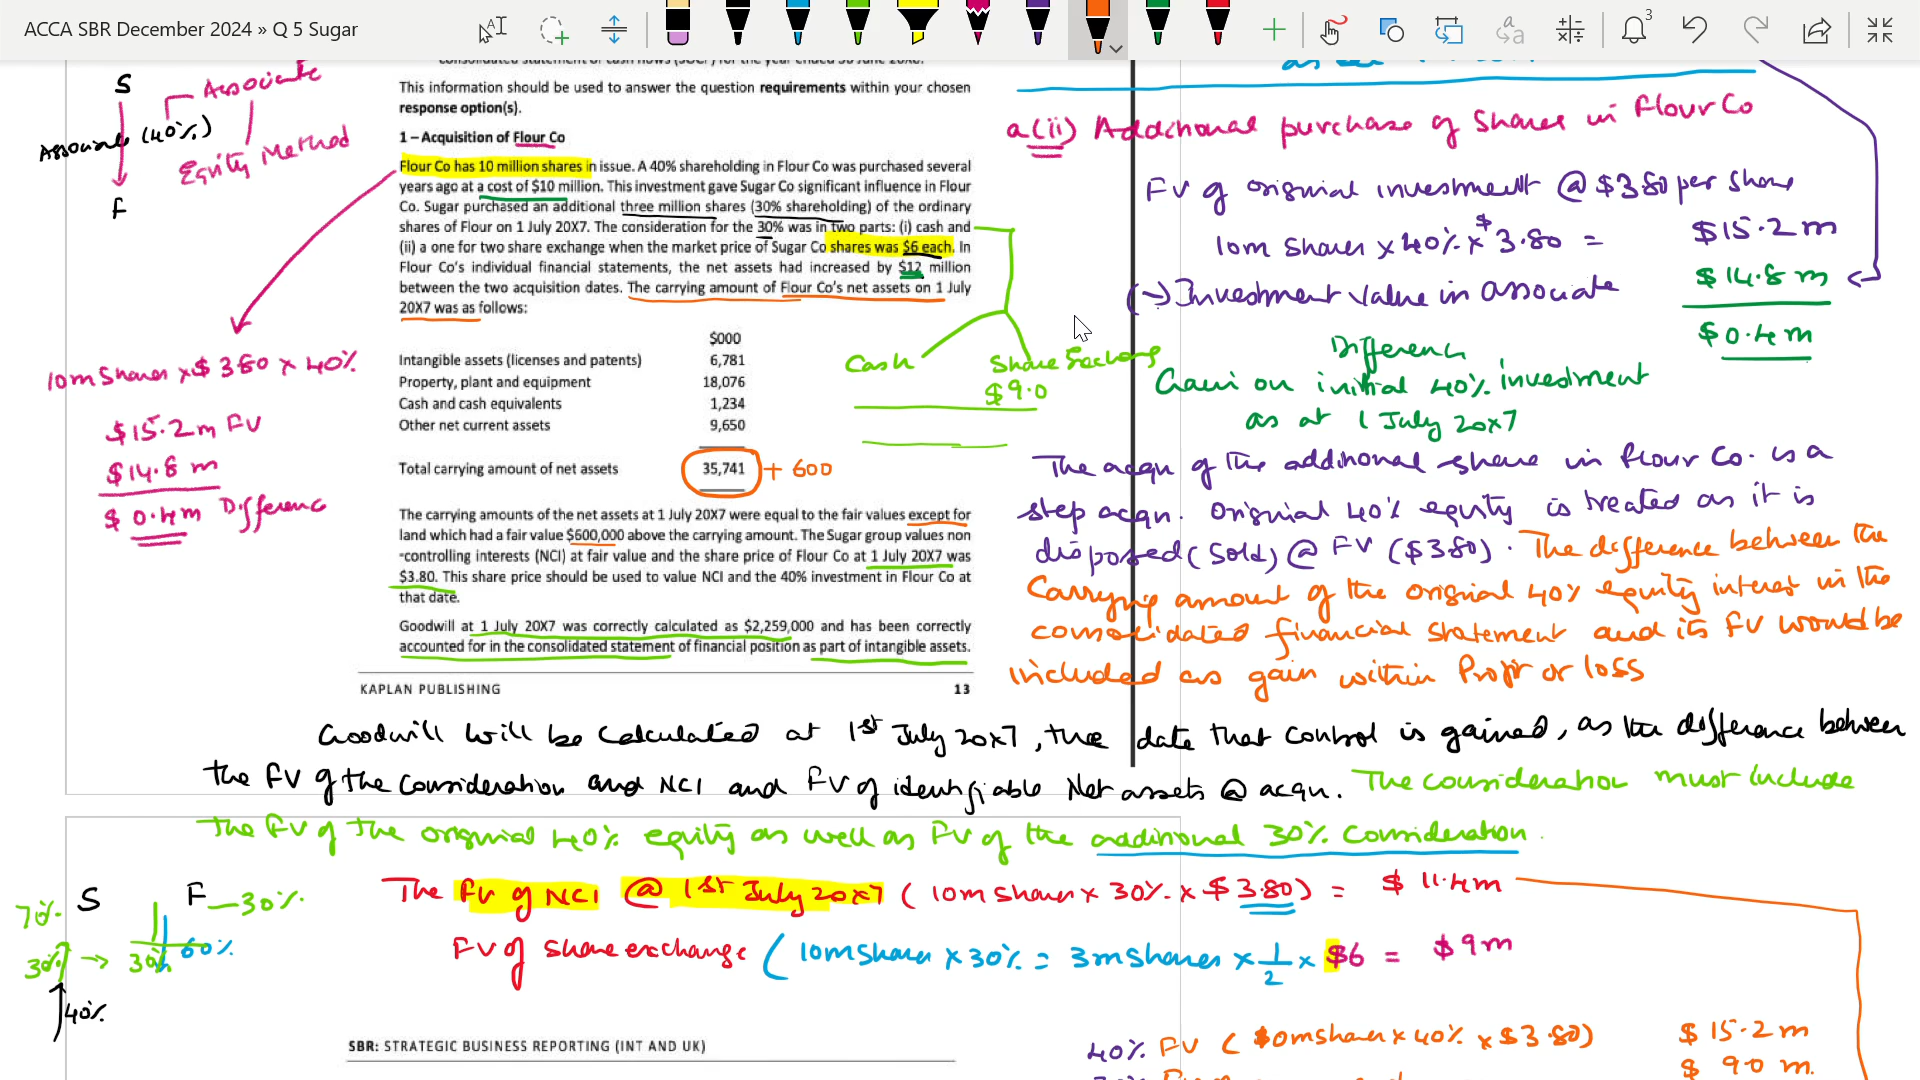 ACCA SBR December 2024 » Q 5 Sugar
3
S
Associate
Associate (40%)
Equity Method
F
This information should be used to answer the question requirements within your chosen
response option(s).
1 – Acquisition of Flour Co
Flour Co has 10 million shares in issue. A 40% shareholding in Flour Co was purchased several
years ago at a cost of $10 million. This investment gave Sugar Co significant influence in Flour
Co. Sugar purchased an additional three million shares (30% shareholding) of the ordinary
shares of Flour on 1 July 20X7. The consideration for the 30% was in two parts: (i) cash and
(ii) a one for two share exchange when the market price of Sugar Co shares was $6 each. In
Flour Co's individual financial statements, the net assets had increased by $12 million
between the two acquisition dates. The carrying amount of Flour Co's net assets on 1 July
20X7 was as follows:
$000
Intangible assets (licenses and patents) 6,781
Property, plant and equipment 18,076
Cash and cash equivalents 1,234
Other net current assets 9,650
Total carrying amount of net assets 35,741 + 600
The carrying amounts of the net assets at 1 July 20X7 were equal to the fair values except for
land which had a fair value $600,000 above the carrying amount. The Sugar group values non
-controlling interests (NCI) at fair value and the share price of Flour Co at 1 July 20X7 was
$3.80. This share price should be used to value NCI and the 40% investment in Flour Co at
that date.
Goodwill at 1 July 20X7 was correctly calculated as $2,259,000 and has been correctly
accounted for in the consolidated statement of financial position as part of intangible assets.
KAPLAN PUBLISHING 13
10m Shares x $ 3.80 x 40%
$15.2m FV
$14.8 m
$ 0.4m Difference
Cash
Share Exchang
$9.0
a(ii) Additional purchase of Shares in Flour Co
FV of original investment @ $3.80 per share
10m Shares x 40% x $3.80 = $15.2m
(-) Investment Value in associate $14.8m
$0.4m
Difference
Gain on initial 40% investment
as at 1 July 20x7
The acqn of the additional share in flour Co. is a
step acqn. Original 40% equity is treated as it is
disposed (Sold) @ FV ($3.80). The difference between the
Carrying amount of the original 40% equity interest in the
consolidated financial statement and its FV would be
included as gain within Profit or loss
Goodwill will be calculated at 1st July 20x7, the date that control is gained, as the difference between
the FV of the Consideration and NCI and FV of identifiable Net assets @ acqn. The consideration must include
the FV of the original 40% equity as well as FV of the additional 30% Consideration.
70% S F — 30%
30% → 30% 60%
40%
The FV of NCI @ 1st July 20x7 (10m Shares x 30% x $3.80) = $ 11.4m
FV of share exchange (10m Shares x 30% = 3m Shares x 1/2 x $6 = $9m
SBR: STRATEGIC BUSINESS REPORTING (INT AND UK)
40% FV ( 10m shares x 40% x $3.80) $ 15.2m
$ 9.0 m.